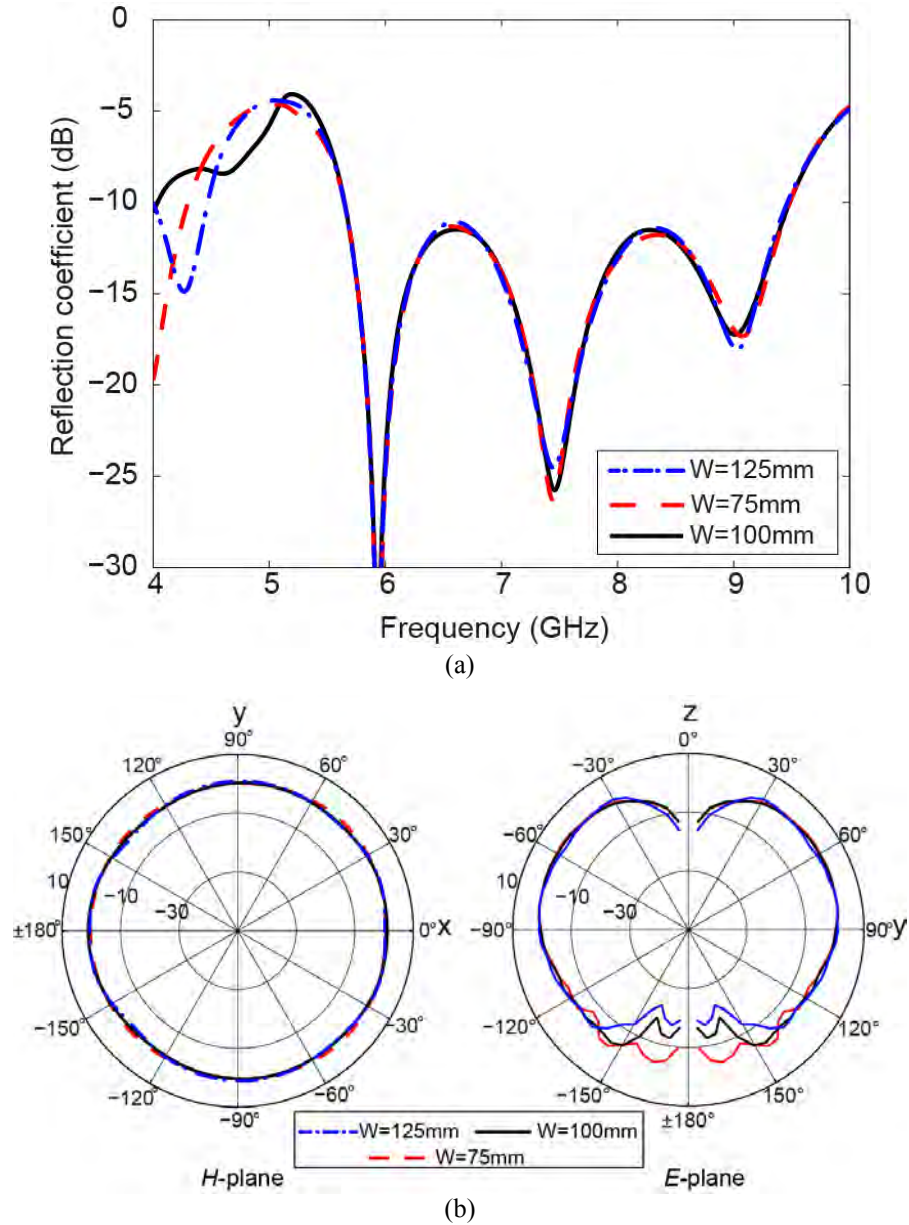 0
−5
−10
−15
−20
−25
−30
Reflection coefficient (dB)
W=125mm
W=75mm
W=100mm
4 5 6 7 8 9 10
Frequency (GHz)
(a)
y
90°
120° 60°
150° 30°
10 −10 −30
±180° 0° x
−150° −30°
−120° −60°
−90°
z
0°
−30° 30°
−60° 60°
10 −10 −30
−90° 90° y
−120° 120°
−150° 150°
±180°
W=125mm W=100mm
W=75mm
H-plane E-plane
(b)